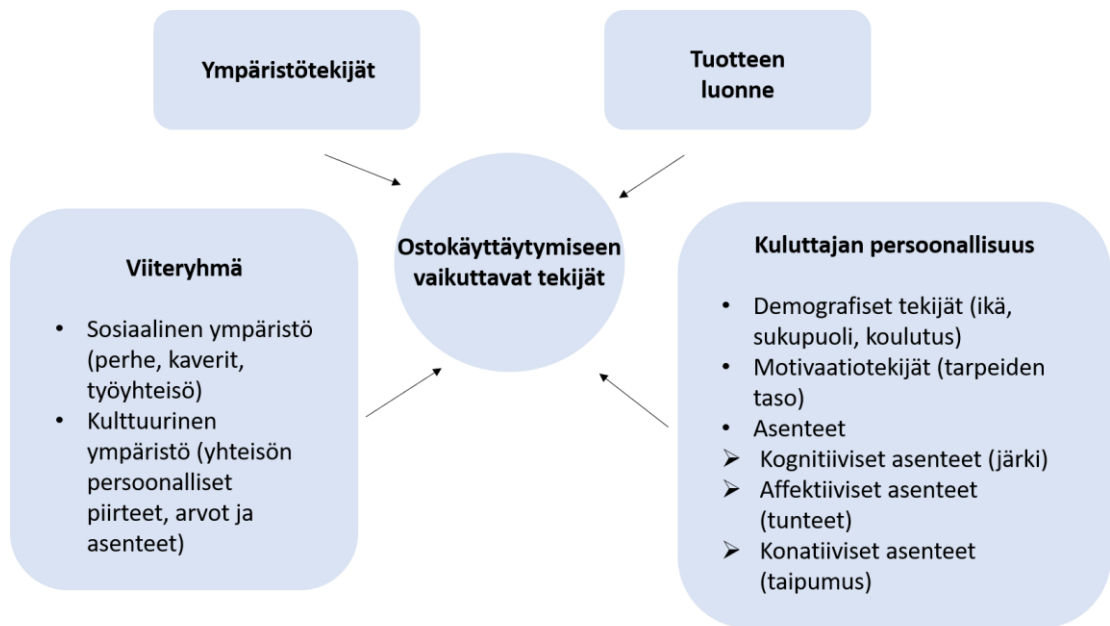 Ympäristötekijät
Tuotteen
luonne
Ostokäyttäytymiseen
vaikuttavat tekijät
Viiteryhmä
• Sosiaalinen ympäristö
(perhe, kaverit,
työyhteisö)
• Kulttuurinen
ympäristö (yhteisön
persoonalliset
piirteet, arvot ja
asenteet)
Kuluttajan persoonallisuus
• Demografiset tekijät (ikä,
sukupuoli, koulutus)
• Motivaatiotekijät (tarpeiden
taso)
• Asenteet
➢ Kognitiiviset asenteet (järki)
➢ Affektiiviset asenteet
(tunteet)
➢ Konatiiviset asenteet
(taipumus)